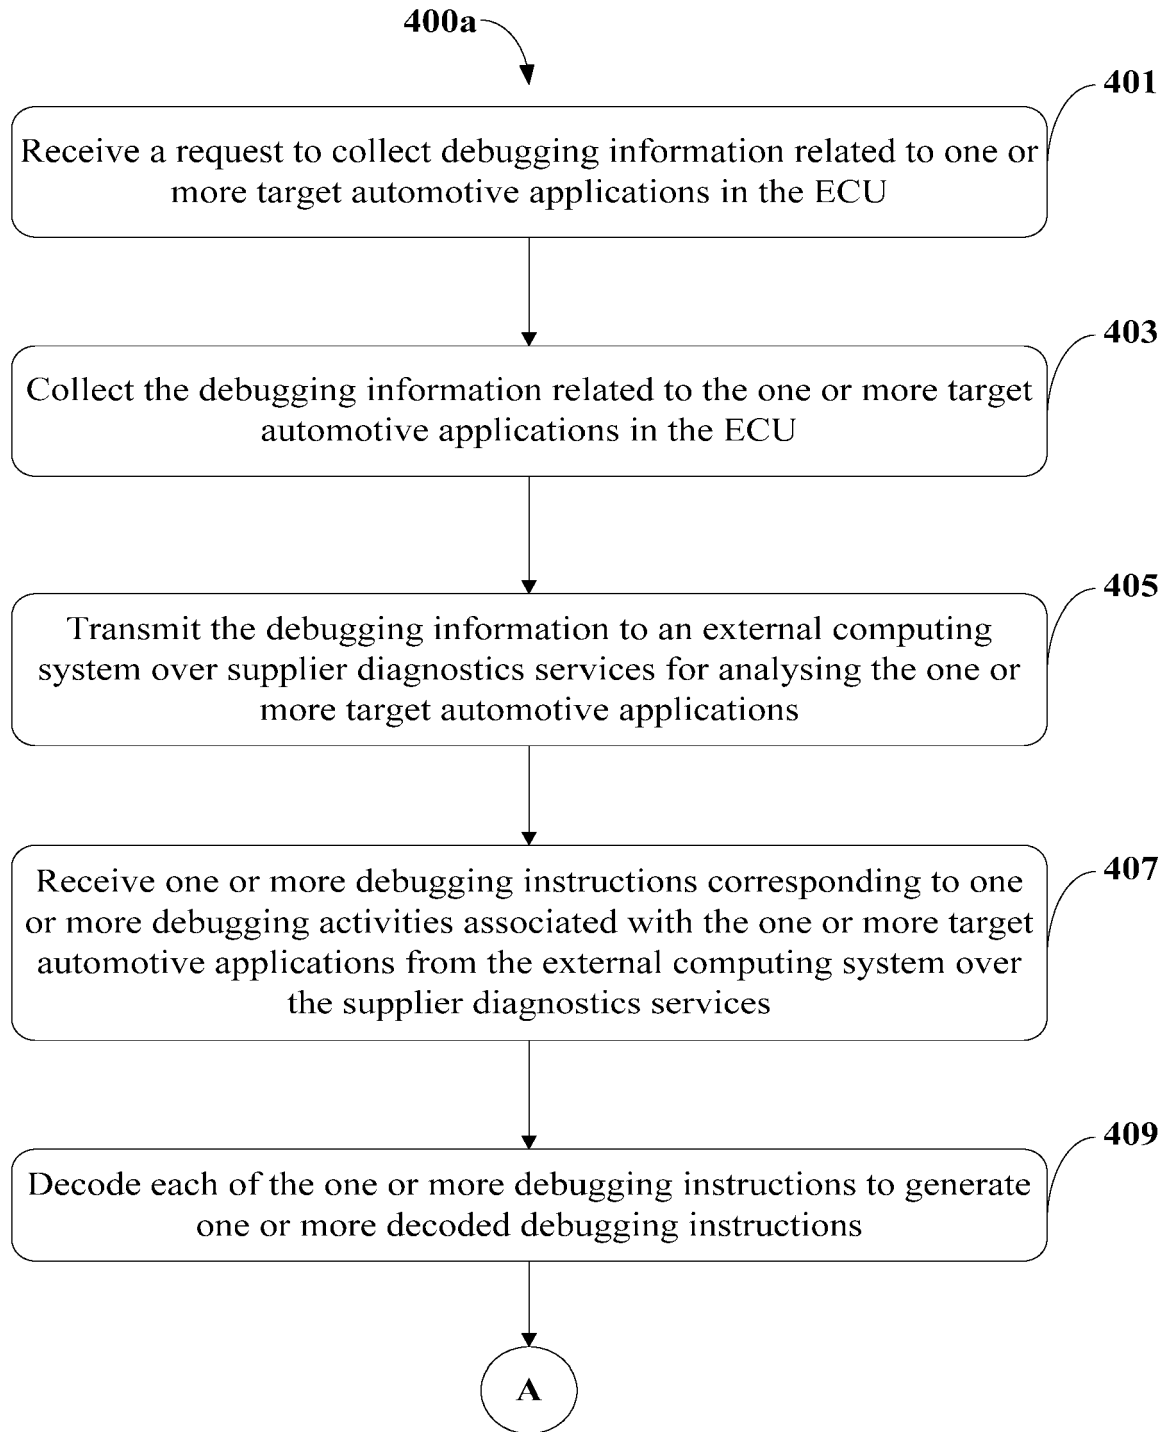 400a
401
Receive a request to collect debugging information related to one or
more target automotive applications in the ECU
403
Collect the debugging information related to the one or more target
automotive applications in the ECU
405
Transmit the debugging information to an external computing
system over supplier diagnostics services for analysing the one or
more target automotive applications
407
Receive one or more debugging instructions corresponding to one
or more debugging activities associated with the one or more target
automotive applications from the external computing system over
the supplier diagnostics services
409
Decode each of the one or more debugging instructions to generate
one or more decoded debugging instructions
A